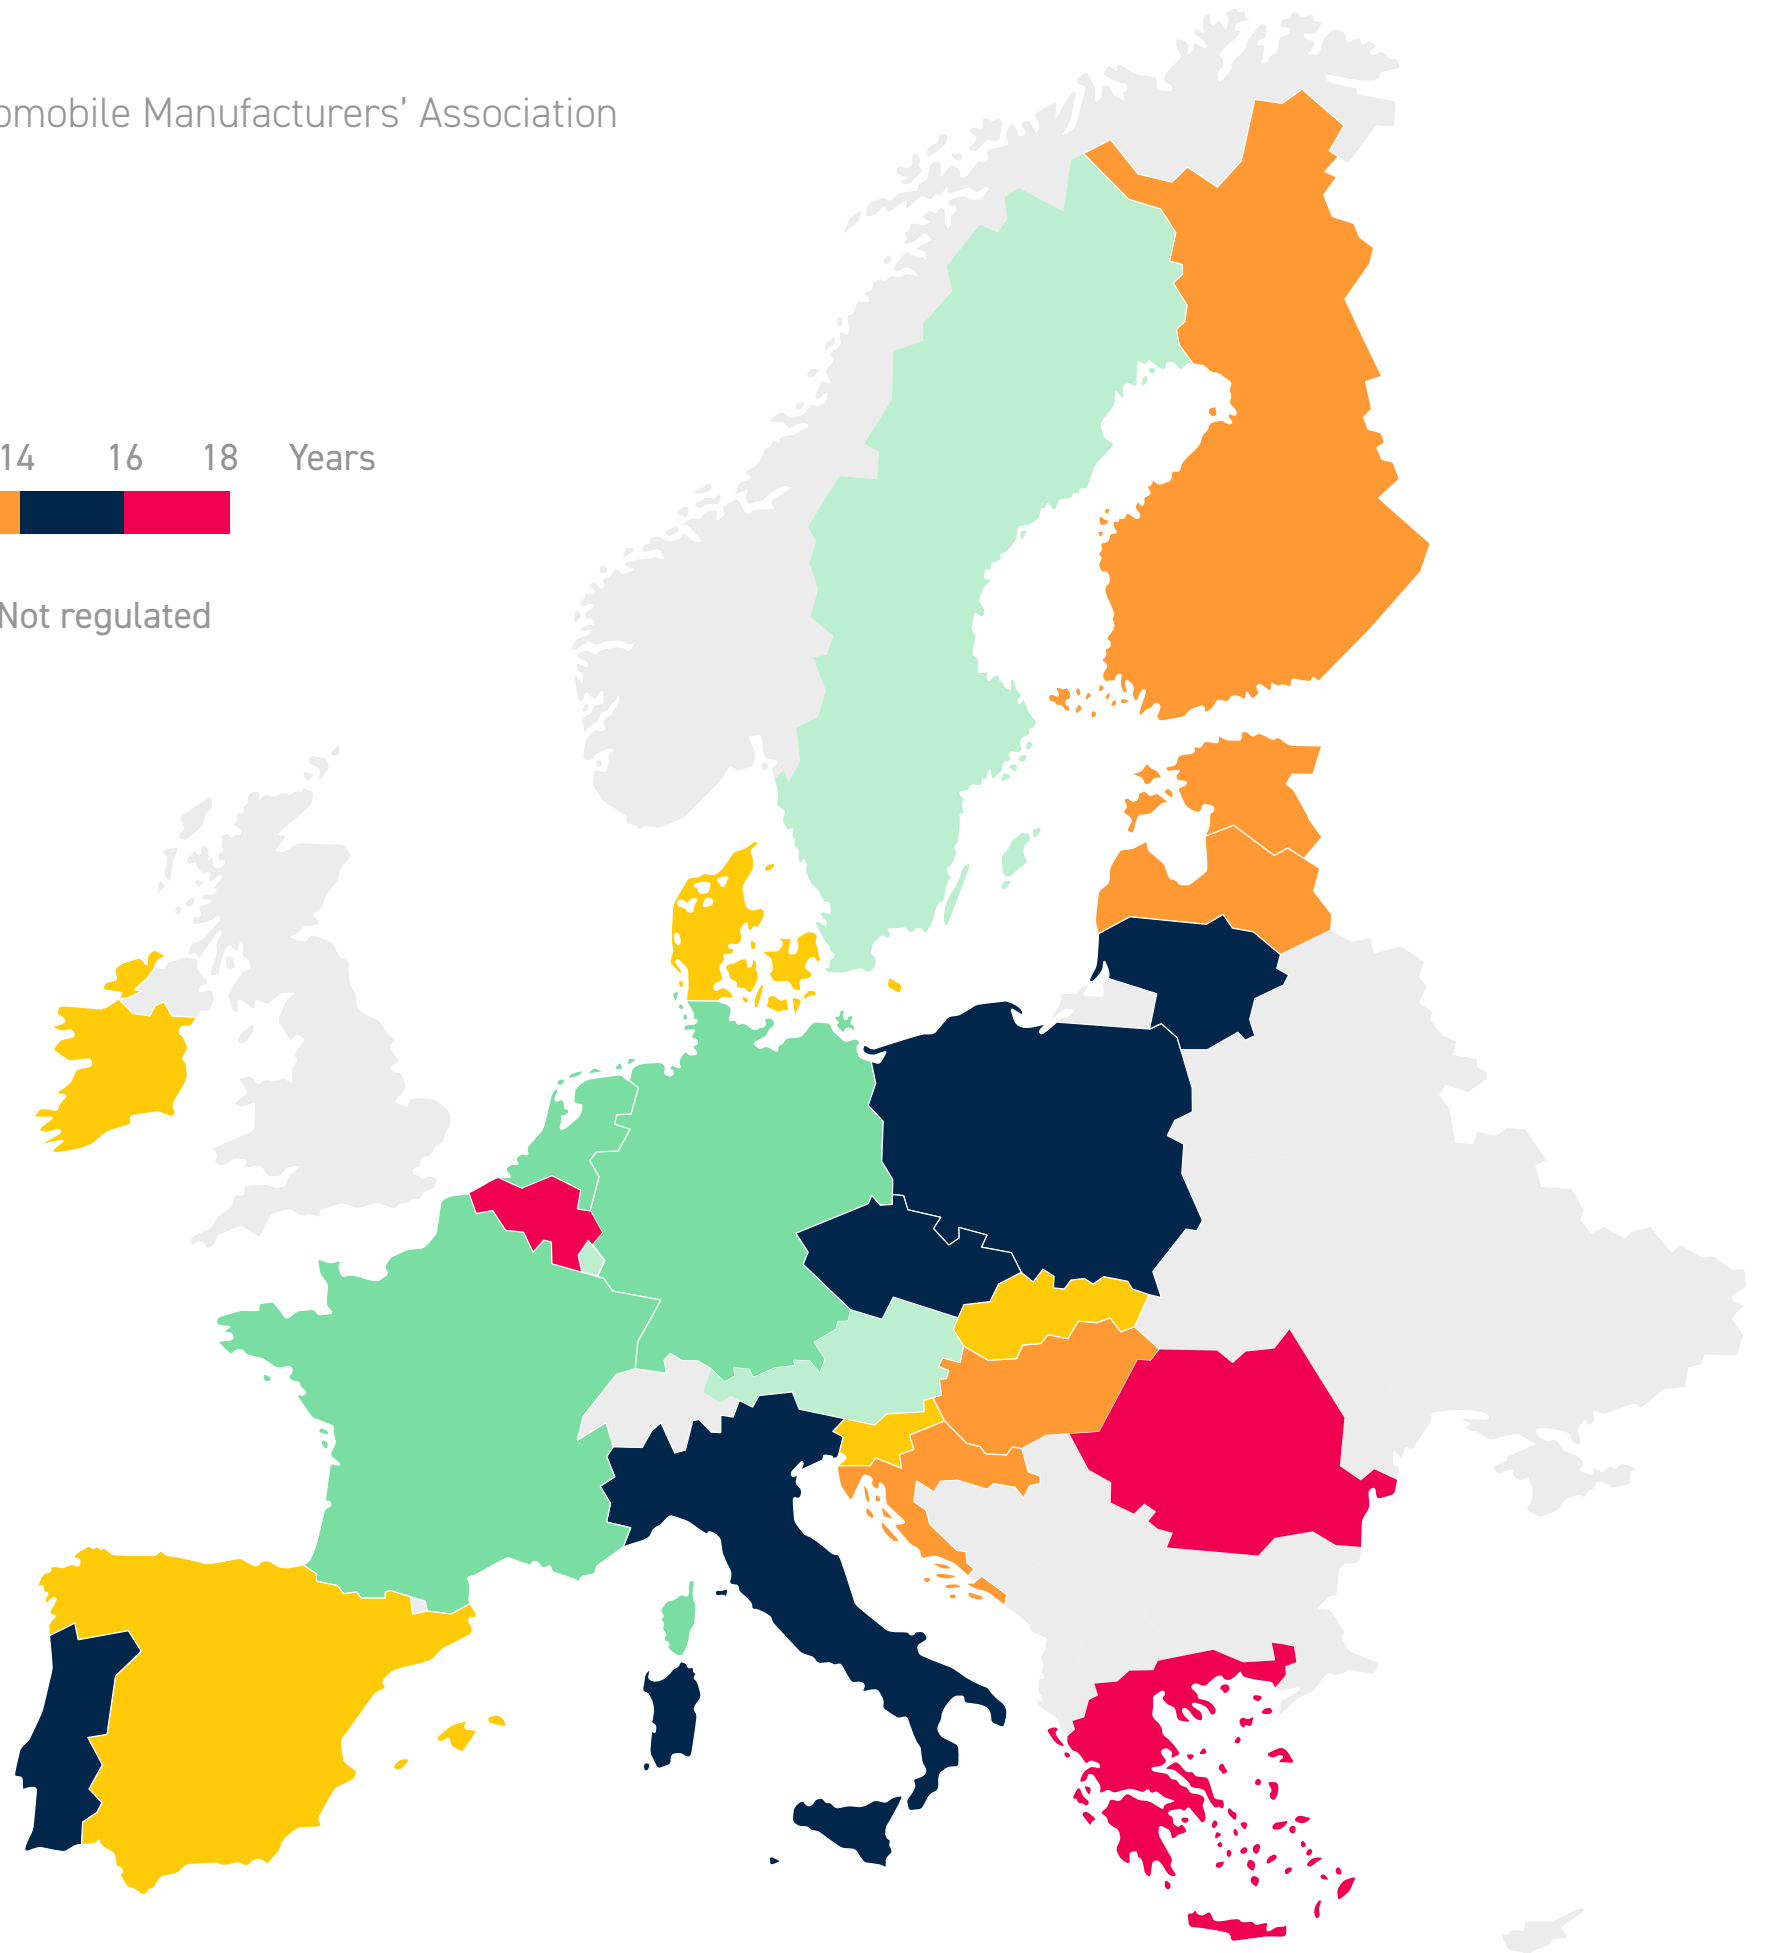 omobile Manufacturers’ Association
14 16 18 Years
Not regulated